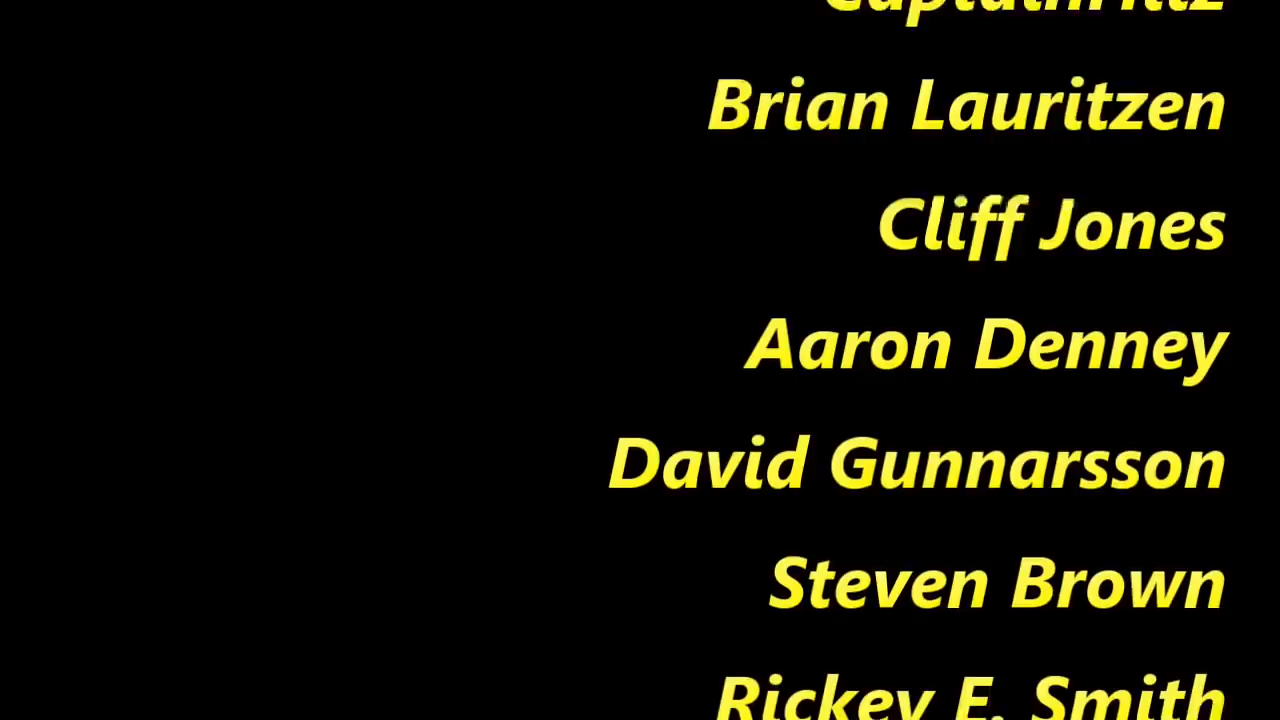 Brian Lauritzen
Cliff Jones
Aaron Denney
David Gunnarsson
Steven Brown
Rickey E. Smith